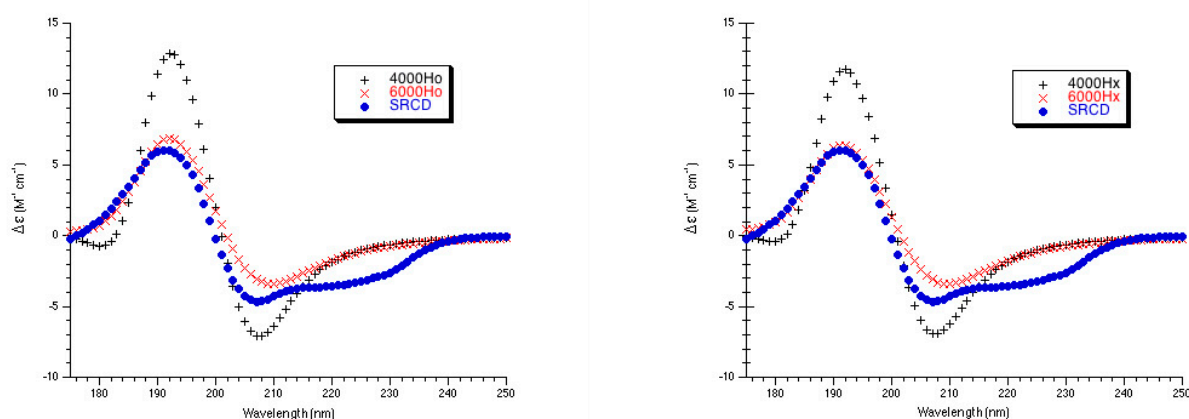 15
10
5
0
-5
-10
Δε (M⁻¹ cm⁻¹)
4000Ho
6000Ho
SRCD
180 190 200 210 220 230 240 250
Wavelength (nm)
15
10
5
0
-5
-10
Δε (M⁻¹ cm⁻¹)
4000Hx
6000Hx
SRCD
180 190 200 210 220 230 240 250
Wavelength (nm)